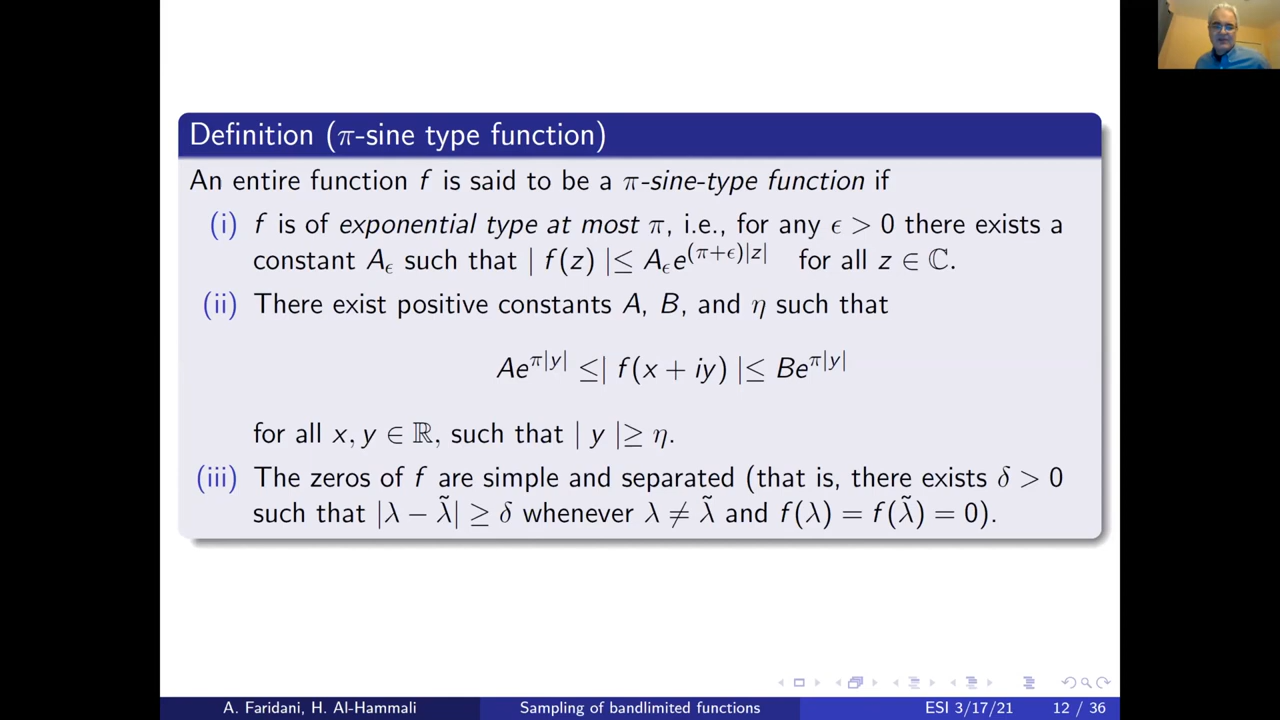 Definition (π-sine type function)
An entire function f is said to be a π-sine-type function if
(i) f is of exponential type at most π, i.e., for any ϵ > 0 there exists a
constant A_ϵ such that | f(z) |≤ A_ϵ e^{(π+ϵ)|z|} for all z ∈ ℂ.
(ii) There exist positive constants A, B, and η such that
Ae^{π|y|} ≤| f(x + iy) |≤ Be^{π|y|}
for all x, y ∈ ℝ, such that | y |≥ η.
(iii) The zeros of f are simple and separated (that is, there exists δ > 0
such that |λ − λ̃| ≥ δ whenever λ ≠ λ̃ and f(λ) = f(λ̃) = 0).
A. Faridani, H. Al-Hammali Sampling of bandlimited functions ESI 3/17/21 12 / 36